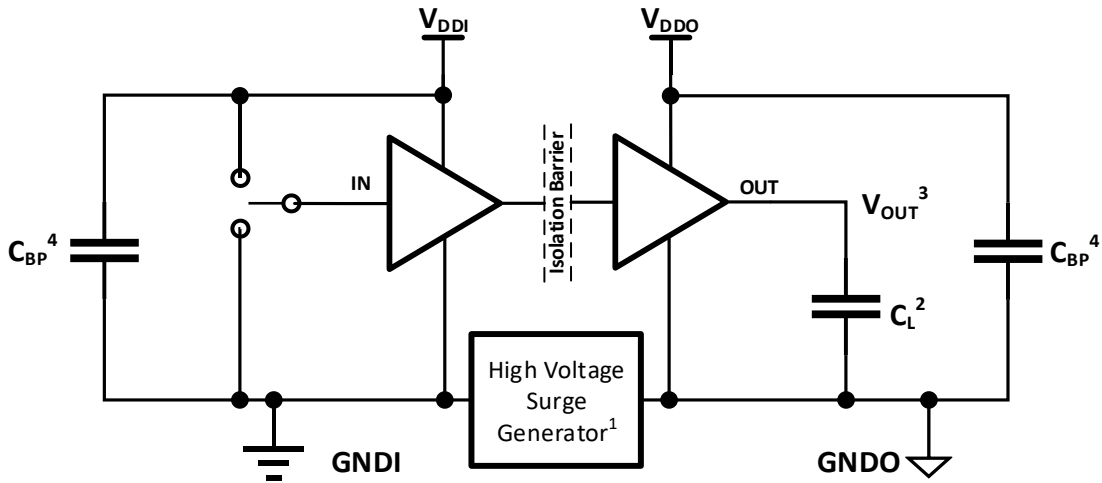 VDDI
VDDO
IN
Isolation Barrier
OUT
VOUT3
CBP4
CBP4
CL2
High Voltage
Surge
Generator1
GNDI
GNDO